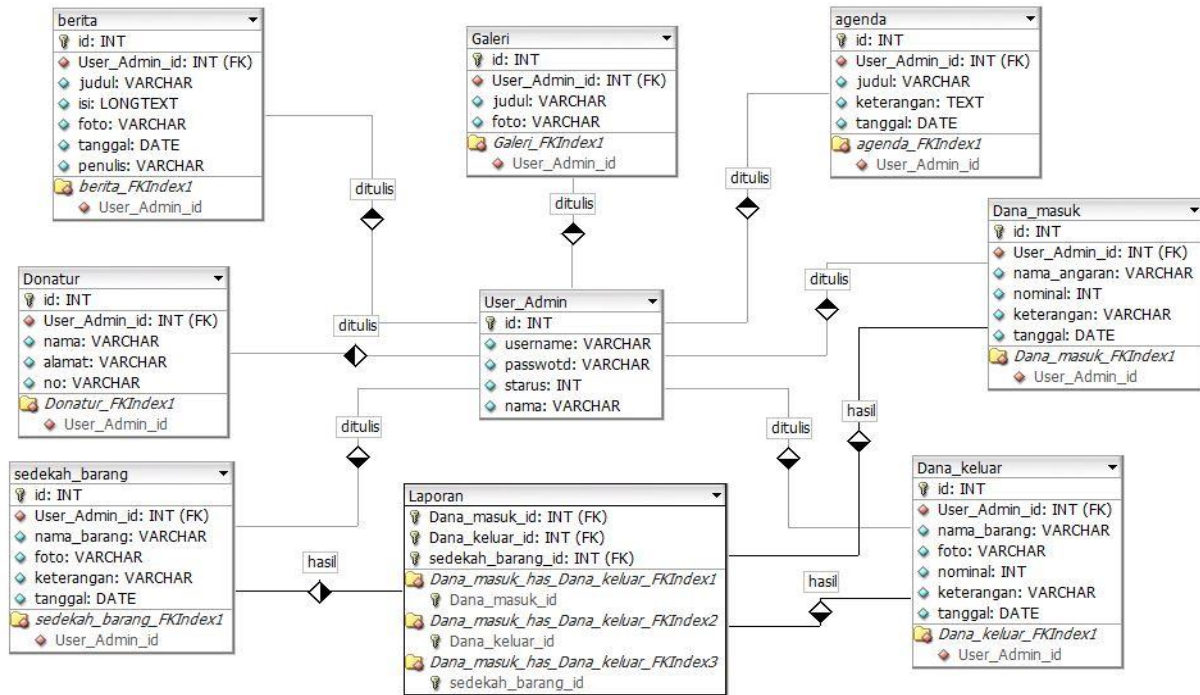 berita
id: INT
User_Admin_id: INT (FK)
judul: VARCHAR
isi: LONGTEXT
foto: VARCHAR
tanggal: DATE
penulis: VARCHAR
berita_FKIndex1
User_Admin_id
Galeri
id: INT
User_Admin_id: INT (FK)
judul: VARCHAR
foto: VARCHAR
Galeri_FKIndex1
User_Admin_id
agenda
id: INT
User_Admin_id: INT (FK)
judul: VARCHAR
keterangan: TEXT
tanggal: DATE
agenda_FKIndex1
User_Admin_id
ditulis
ditulis
ditulis
Dana_masuk
id: INT
User_Admin_id: INT (FK)
nama_angaran: VARCHAR
nominal: INT
keterangan: VARCHAR
tanggal: DATE
Dana_masuk_FKIndex1
User_Admin_id
Donatur
id: INT
User_Admin_id: INT (FK)
nama: VARCHAR
alamat: VARCHAR
no: VARCHAR
Donatur_FKIndex1
User_Admin_id
ditulis
User_Admin
id: INT
username: VARCHAR
passwotd: VARCHAR
starus: INT
nama: VARCHAR
ditulis
ditulis
ditulis
hasil
sedekah_barang
id: INT
User_Admin_id: INT (FK)
nama_barang: VARCHAR
foto: VARCHAR
keterangan: VARCHAR
tanggal: DATE
sedekah_barang_FKIndex1
User_Admin_id
hasil
Laporan
Dana_masuk_id: INT (FK)
Dana_keluar_id: INT (FK)
sedekah_barang_id: INT (FK)
Dana_masuk_has_Dana_keluar_FKIndex1
Dana_masuk_id
Dana_masuk_has_Dana_keluar_FKIndex2
Dana_keluar_id
Dana_masuk_has_Dana_keluar_FKIndex3
sedekah_barang_id
hasil
Dana_keluar
id: INT
User_Admin_id: INT (FK)
nama_barang: VARCHAR
foto: VARCHAR
nominal: INT
keterangan: VARCHAR
tanggal: DATE
Dana_keluar_FKIndex1
User_Admin_id